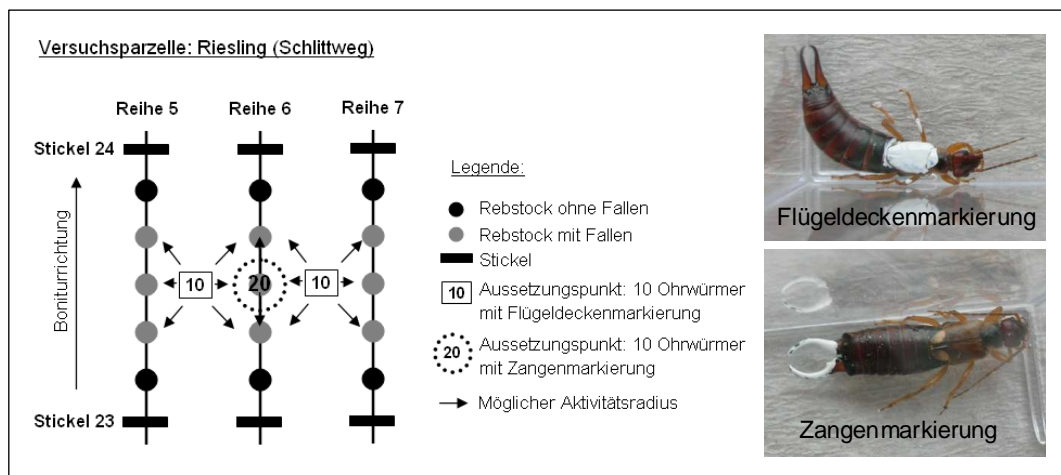 Versuchsparzelle: Riesling (Schlittweg)
Reihe 5
Reihe 6
Reihe 7
Stickel 24
Boniturrichtung
10
20
10
Stickel 23
Legende:
Rebstock ohne Fallen
Rebstock mit Fallen
Stickel
10
Aussetzungspunkt: 10 Ohrwürmer
mit Flügeldeckenmarkierung
20
Aussetzungspunkt: 10 Ohrwürmer
mit Zangenmarkierung
Möglicher Aktivitätsradius
Flügeldeckenmarkierung
Zangenmarkierung